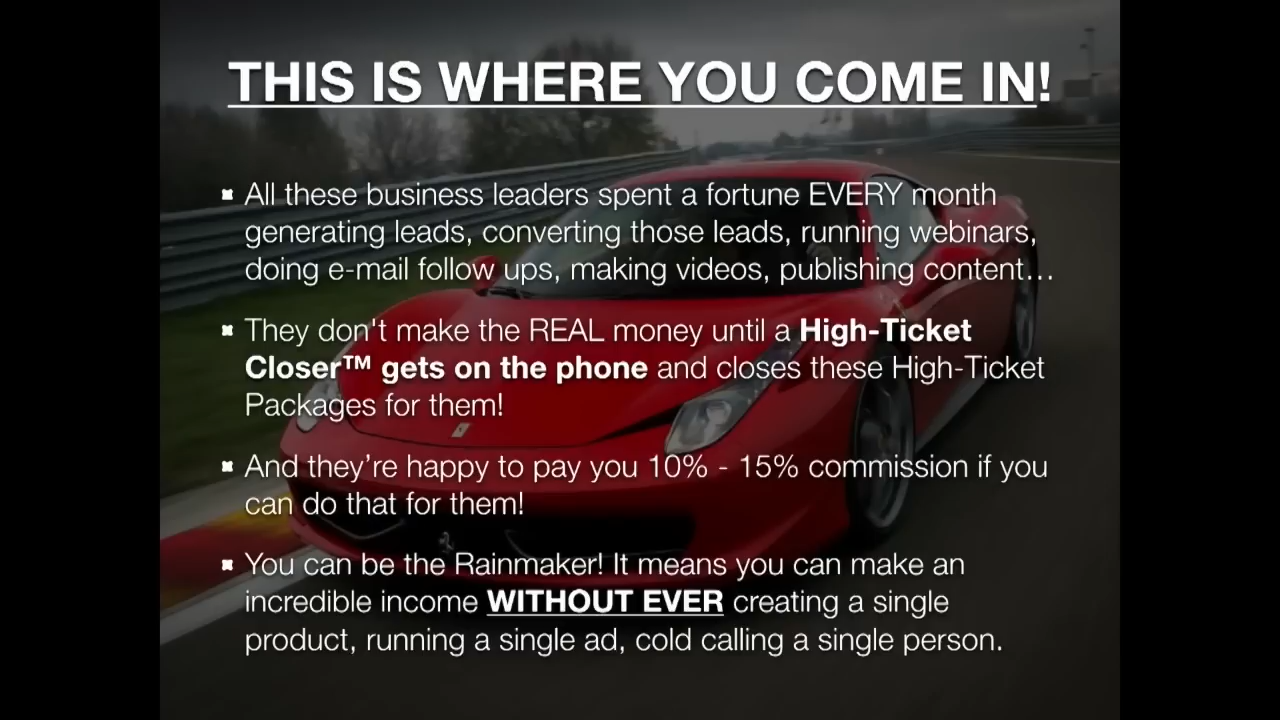 THIS IS WHERE YOU COME IN!
All these business leaders spent a fortune EVERY month
generating leads, converting those leads, running webinars,
doing e-mail follow ups, making videos, publishing content…
They don't make the REAL money until a High-Ticket
Closer™ gets on the phone and closes these High-Ticket
Packages for them!
And they’re happy to pay you 10% - 15% commission if you
can do that for them!
You can be the Rainmaker! It means you can make an
incredible income WITHOUT EVER creating a single
product, running a single ad, cold calling a single person.